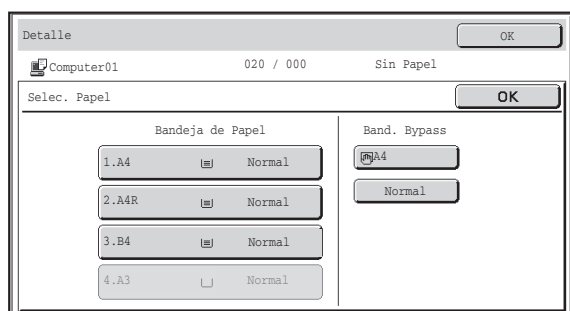 Detalle OK
Computer01 020 / 000 Sin Papel
Selec. Papel OK
Bandeja de Papel Band. Bypass
1.A4 Normal A4
2.A4R Normal Normal
3.B4 Normal
4.A3 Normal